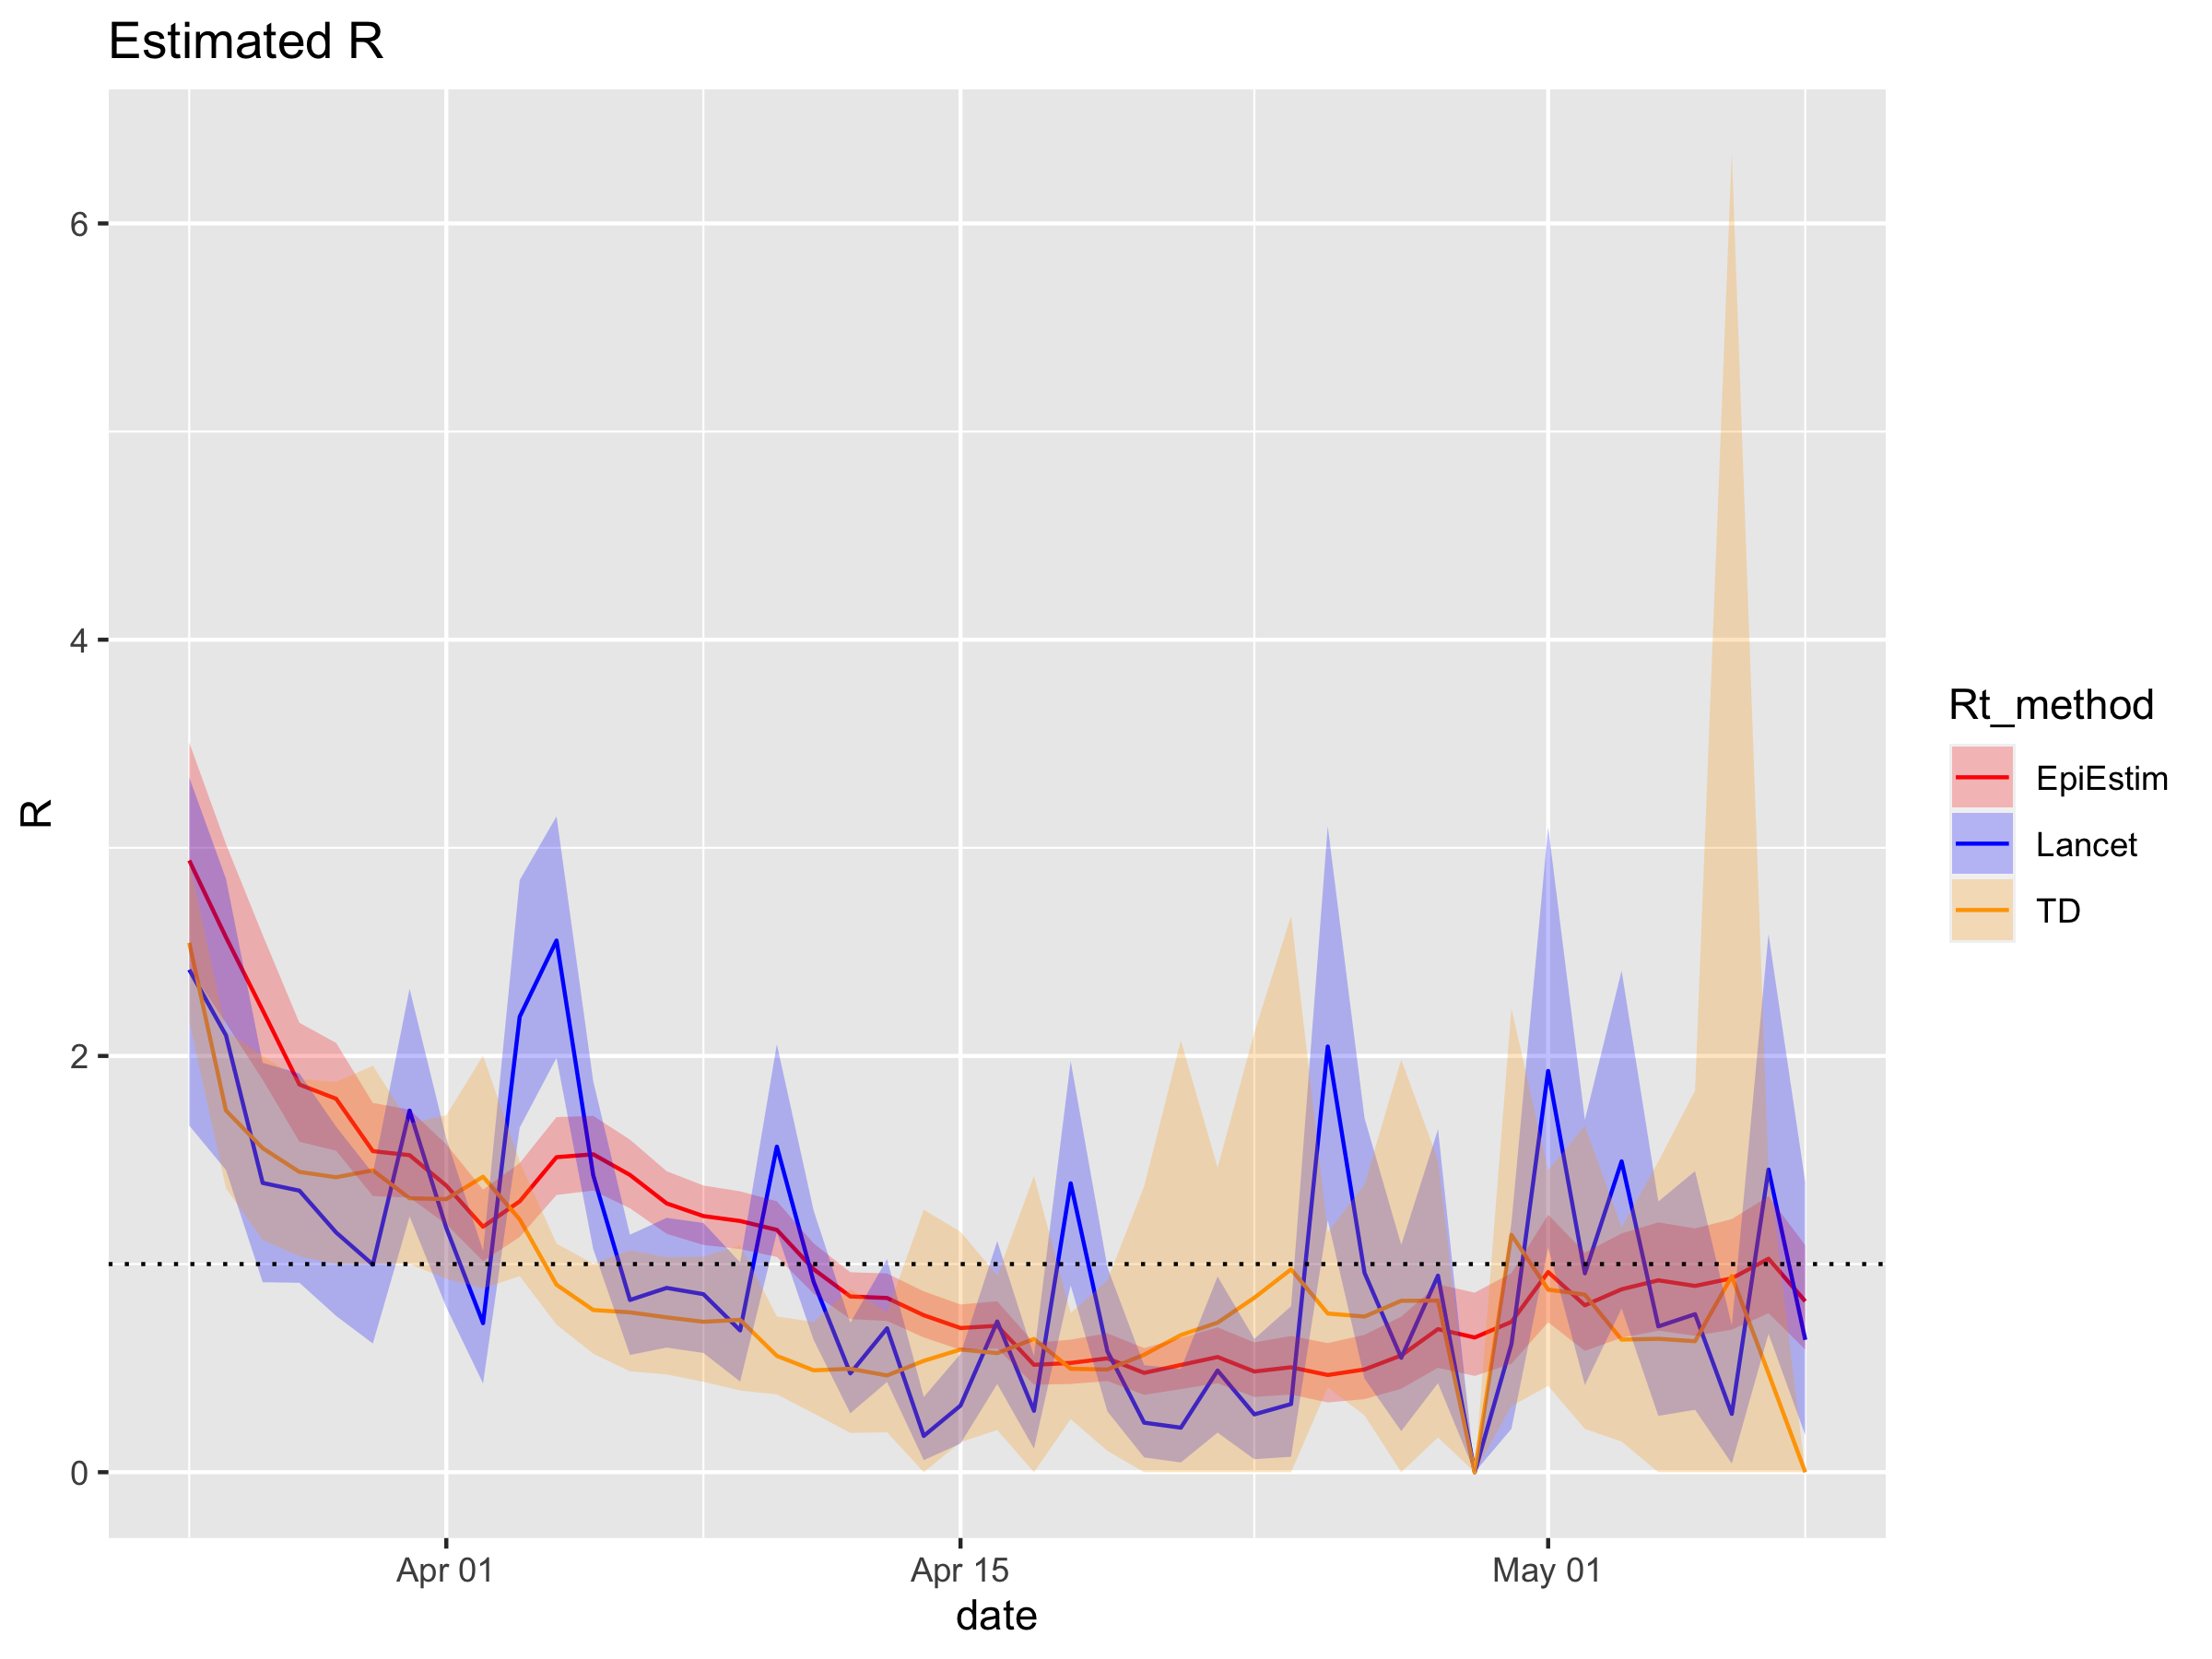 Estimated R
6
4
2
0
R
Apr 01
Apr 15
May 01
date
Rt_method
EpiEstim
Lancet
TD